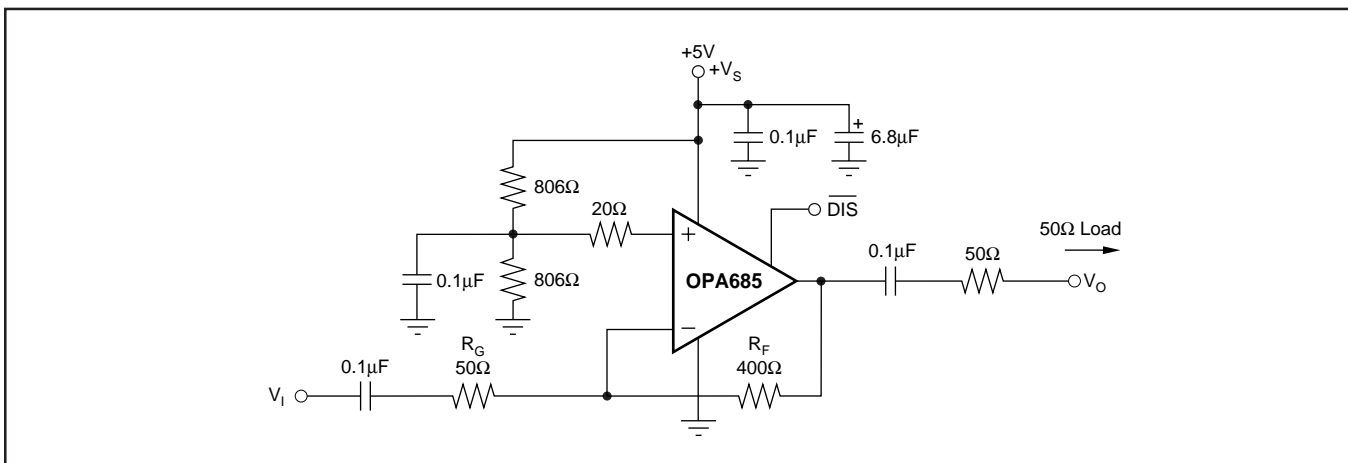 +5V
+V_S
0.1μF
6.8μF
806Ω
20Ω
DIS
50Ω Load
+
0.1μF
50Ω
0.1μF
806Ω
OPA685
V_O
−
R_G
R_F
0.1μF
50Ω
400Ω
V_I